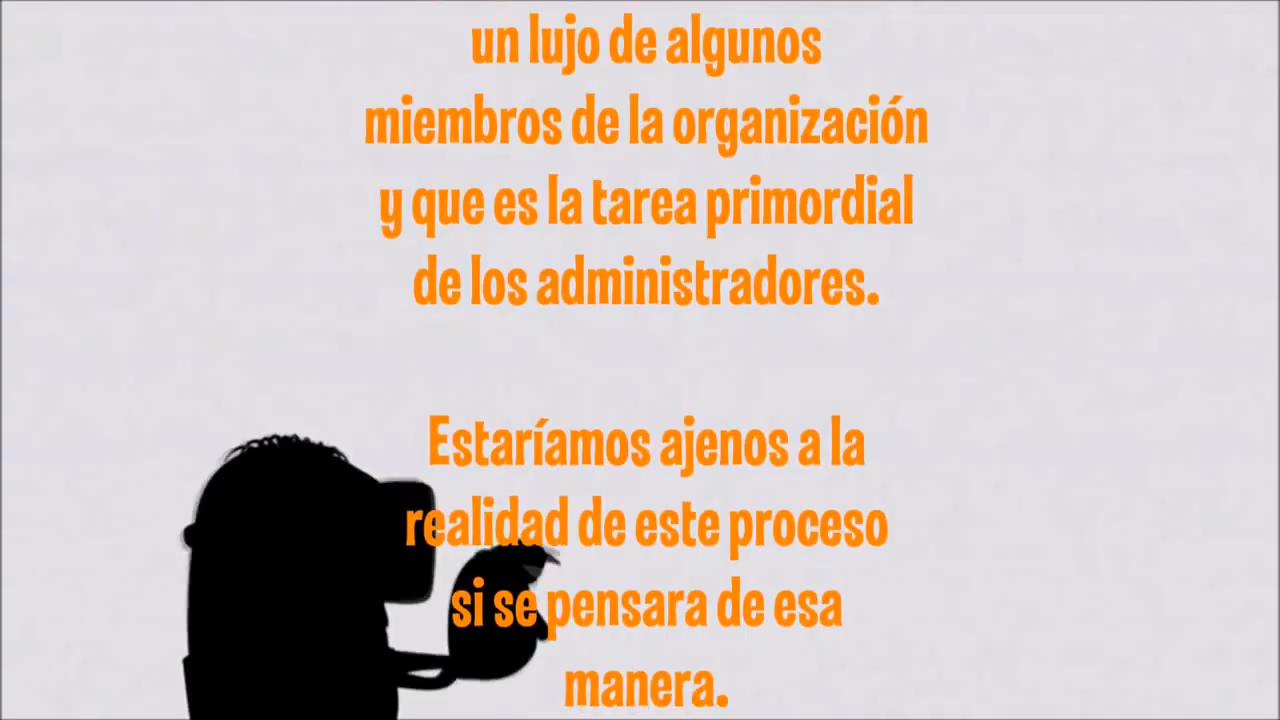 un lujo de algunos
miembros de la organización
y que es la tarea primordial
de los administradores.
Estaríamos ajenos a la
realidad de este proceso
si se pensara de esa
manera.